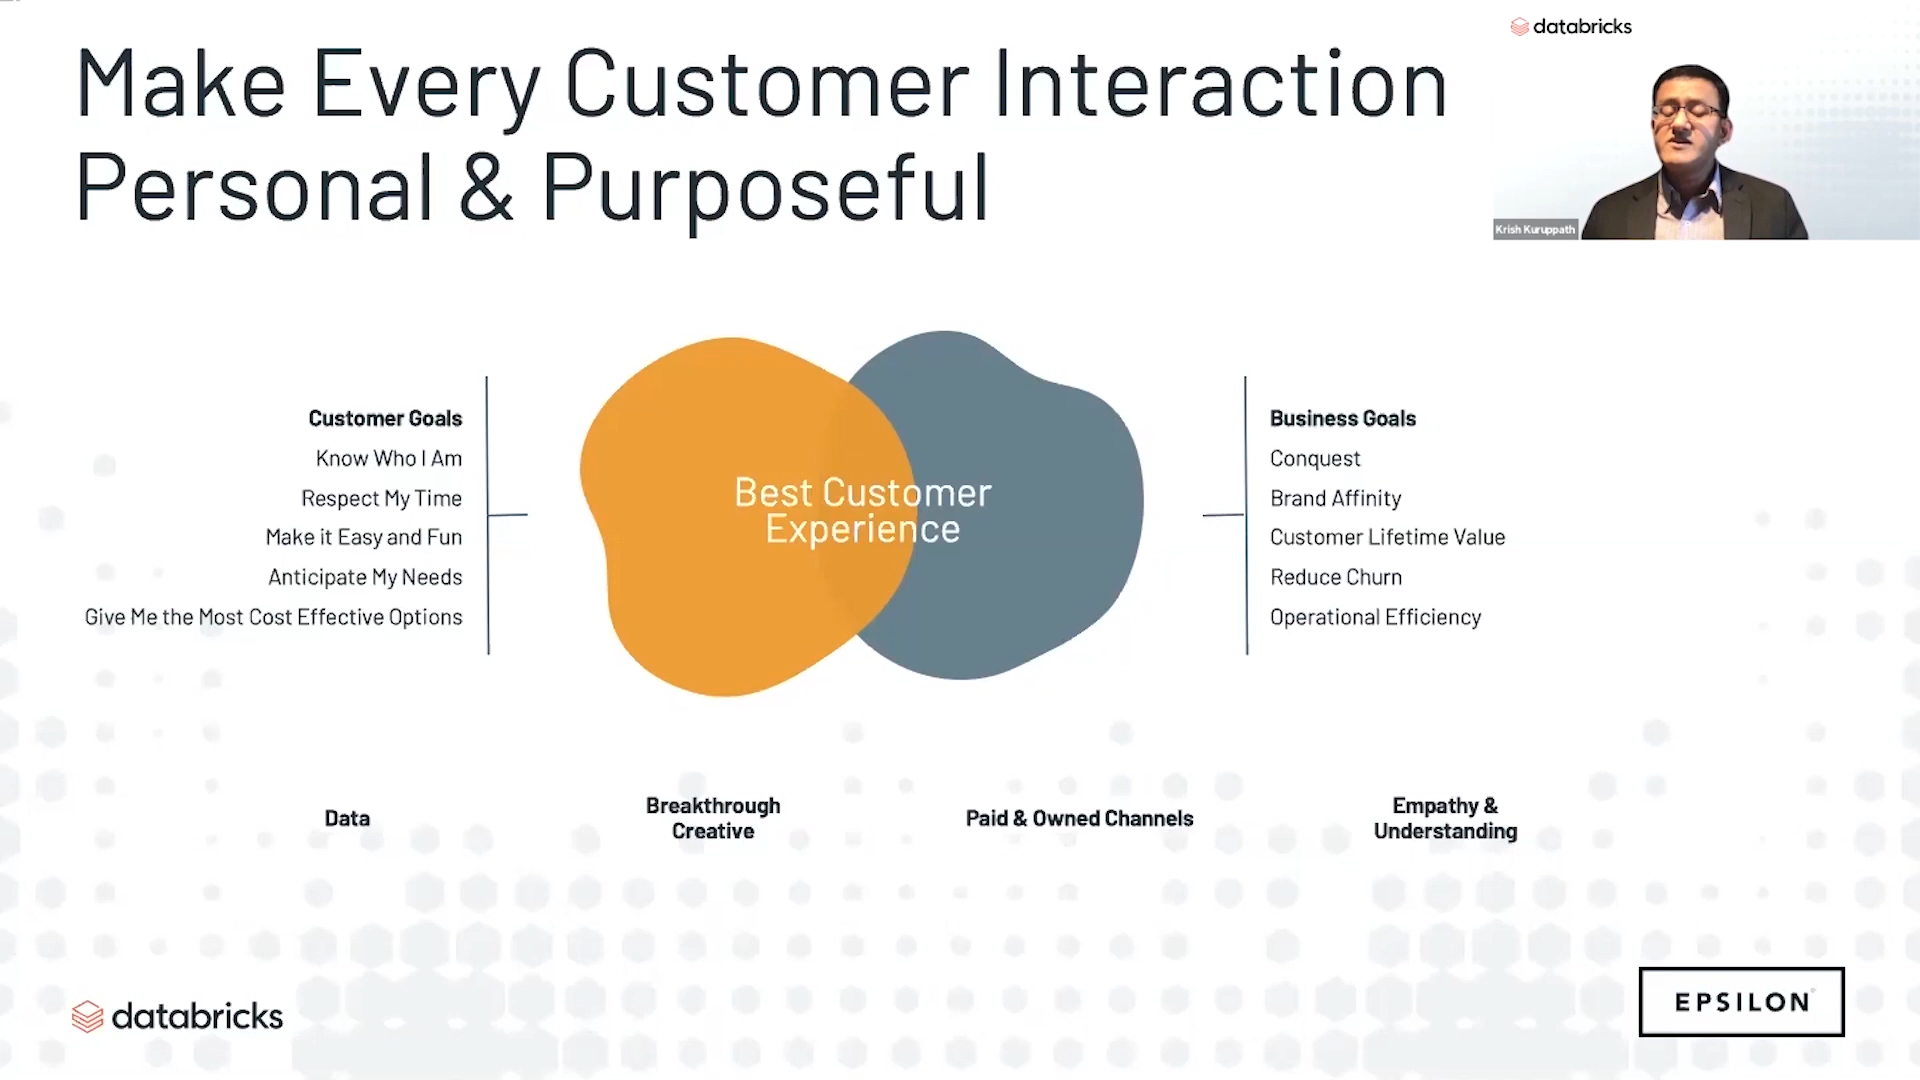 Make Every Customer Interaction
Personal & Purposeful
databricks
Krish Kuruppath
Customer Goals
Know Who I Am
Respect My Time
Make it Easy and Fun
Anticipate My Needs
Give Me the Most Cost Effective Options
Best Customer
Experience
Business Goals
Conquest
Brand Affinity
Customer Lifetime Value
Reduce Churn
Operational Efficiency
Data
Breakthrough
Creative
Paid & Owned Channels
Empathy &
Understanding
databricks
EPSILON